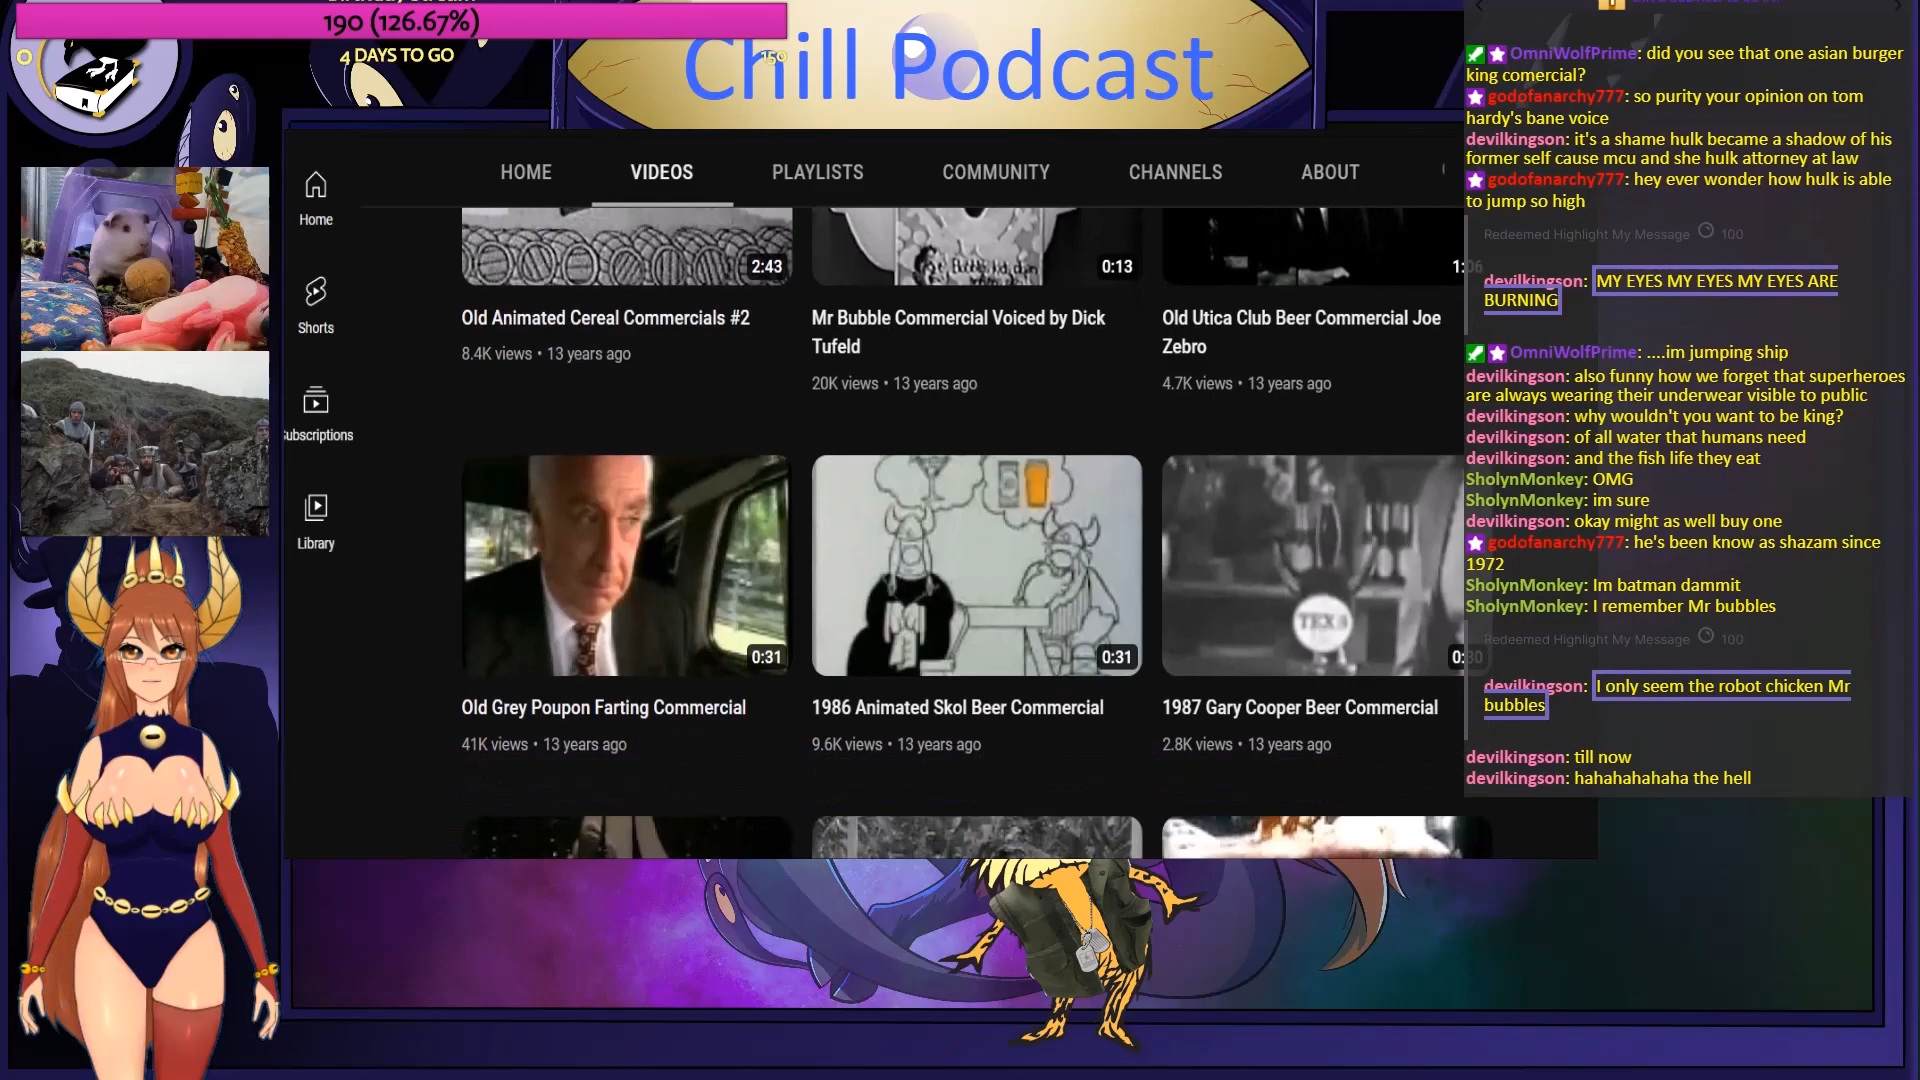 190 (126.67%)
4 DAYS TO GO
150
Chill Podcast
HOME
VIDEOS
PLAYLISTS
COMMUNITY
CHANNELS
ABOUT
Home
Shorts
Subscriptions
Library
2:43
0:13
1:06
Old Animated Cereal Commercials #2
8.4K views • 13 years ago
Mr Bubble Commercial Voiced by Dick
Tufeld
20K views • 13 years ago
Old Utica Club Beer Commercial Joe
Zebro
4.7K views • 13 years ago
0:31
0:31
TEX
0:30
Old Grey Poupon Farting Commercial
41K views • 13 years ago
1986 Animated Skol Beer Commercial
9.6K views • 13 years ago
1987 Gary Cooper Beer Commercial
2.8K views • 13 years ago
OmniWolfPrime: did you see that one asian burger
king comercial?
godofanarchy777: so purity your opinion on tom
hardy's bane voice
devilkingson: it's a shame hulk became a shadow of his
former self cause mcu and she hulk attorney at law
godofanarchy777: hey ever wonder how hulk is able
to jump so high
Redeemed Highlight My Message 100
devilkingson: MY EYES MY EYES MY EYES ARE
BURNING
OmniWolfPrime: ....im jumping ship
devilkingson: also funny how we forget that superheroes
are always wearing their underwear visible to public
devilkingson: why wouldn't you want to be king?
devilkingson: of all water that humans need
devilkingson: and the fish life they eat
SholynMonkey: OMG
SholynMonkey: im sure
devilkingson: okay might as well buy one
godofanarchy777: he's been know as shazam since
1972
SholynMonkey: Im batman dammit
SholynMonkey: I remember Mr bubbles
Redeemed Highlight My Message 100
devilkingson: I only seem the robot chicken Mr
bubbles
devilkingson: till now
devilkingson: hahahahahaha the hell